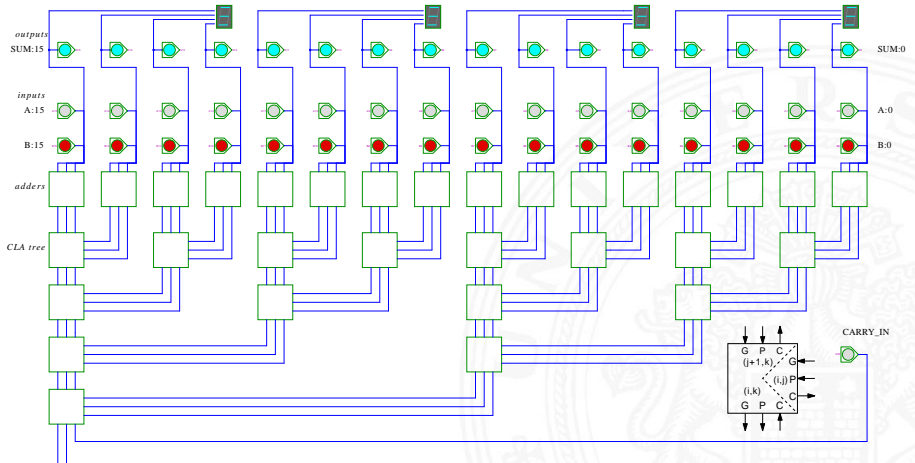 outputs
SUM:15
SUM:0
inputs
A:15
A:0
B:15
B:0
adders
CLA tree
CARRY_IN
G P C
(j+1,k)
G
(i,j)
P
(i,k)
C
G P C